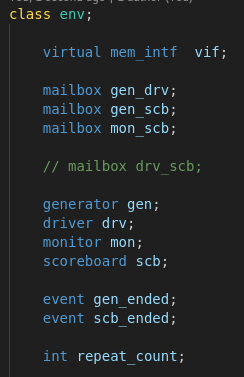 class env;
virtual mem_intf  vif;
mailbox gen_drv;
mailbox gen_scb;
mailbox mon_scb;
// mailbox drv_scb;
generator gen;
driver drv;
monitor mon;
scoreboard scb;
event gen_ended;
event scb_ended;
int repeat_count;